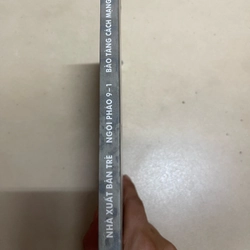 NHÀ XUẤT BẢN TRẺ NGÒI PHÁO 9-1 BẢO TÀNG CÁCH MẠNG